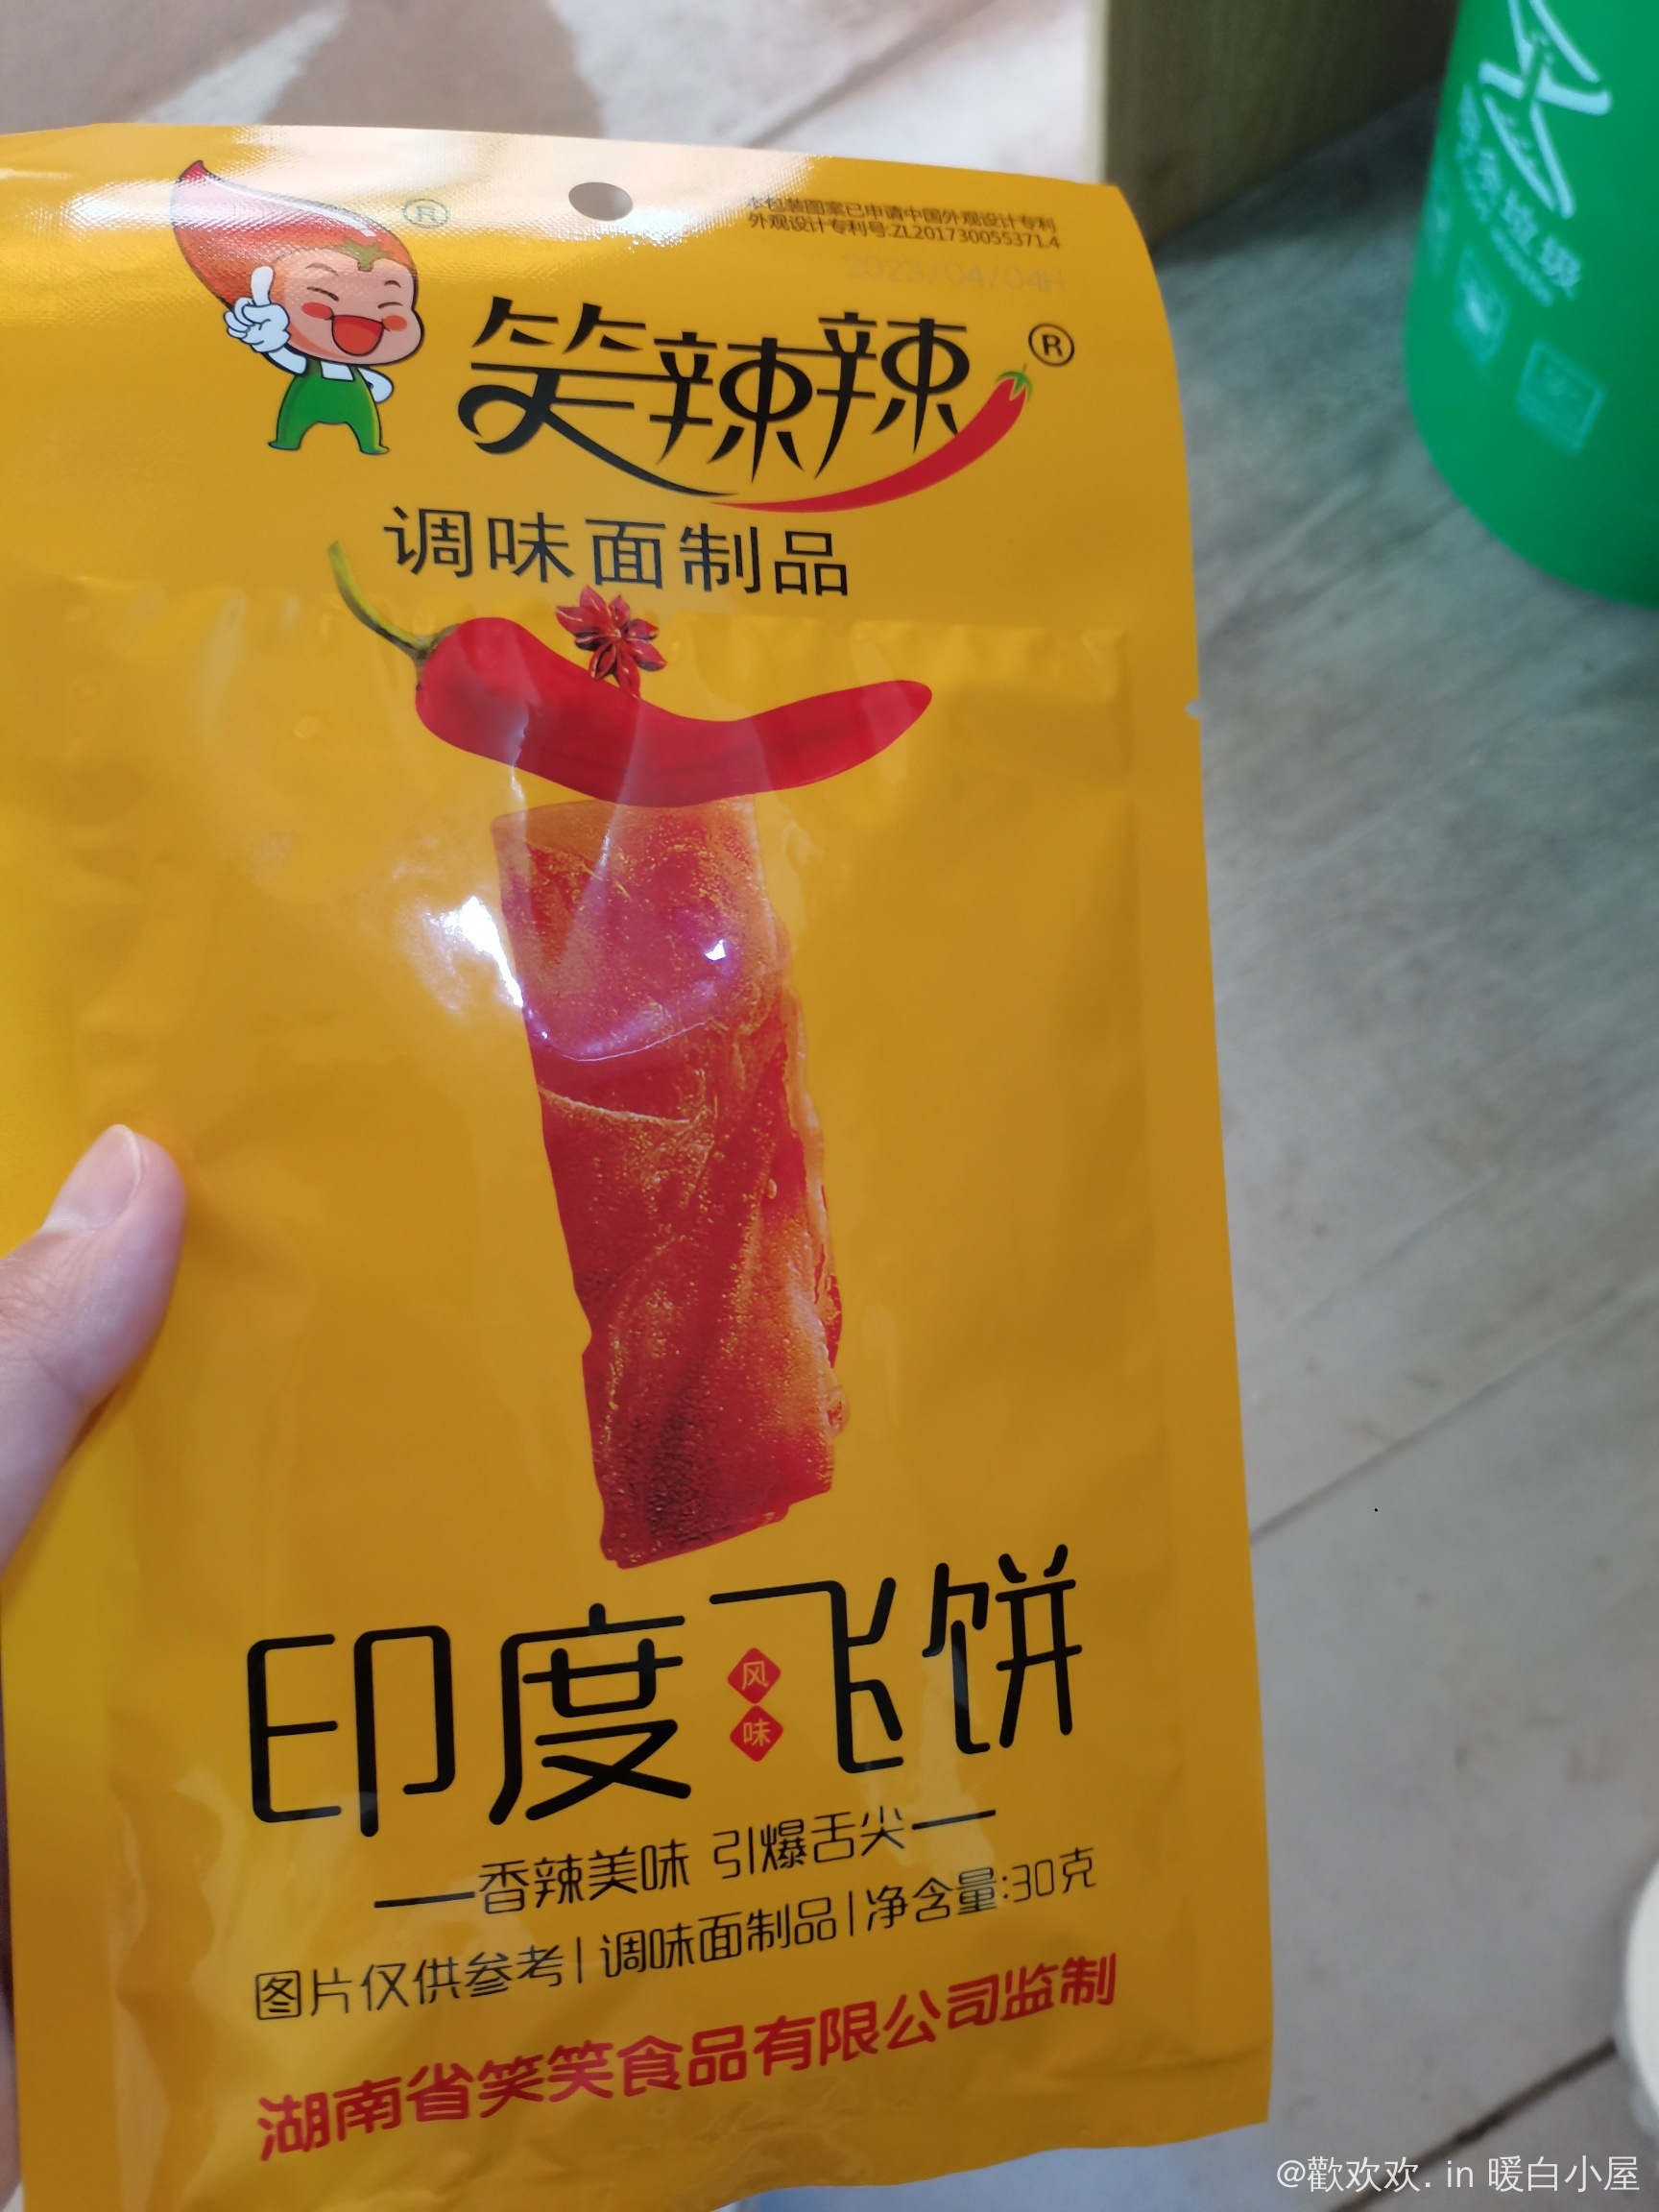 ®
本包装图案已申请中国外观设计专利
外观设计专利号:ZL201730055371.4
2023/04/04H
笑辣辣®
调味面制品
印度风味飞饼
香辣美味 引爆舌尖
图片仅供参考|调味面制品|净含量:30克
湖南省笑笑食品有限公司监制
@歡欢欢. in 暖白小屋